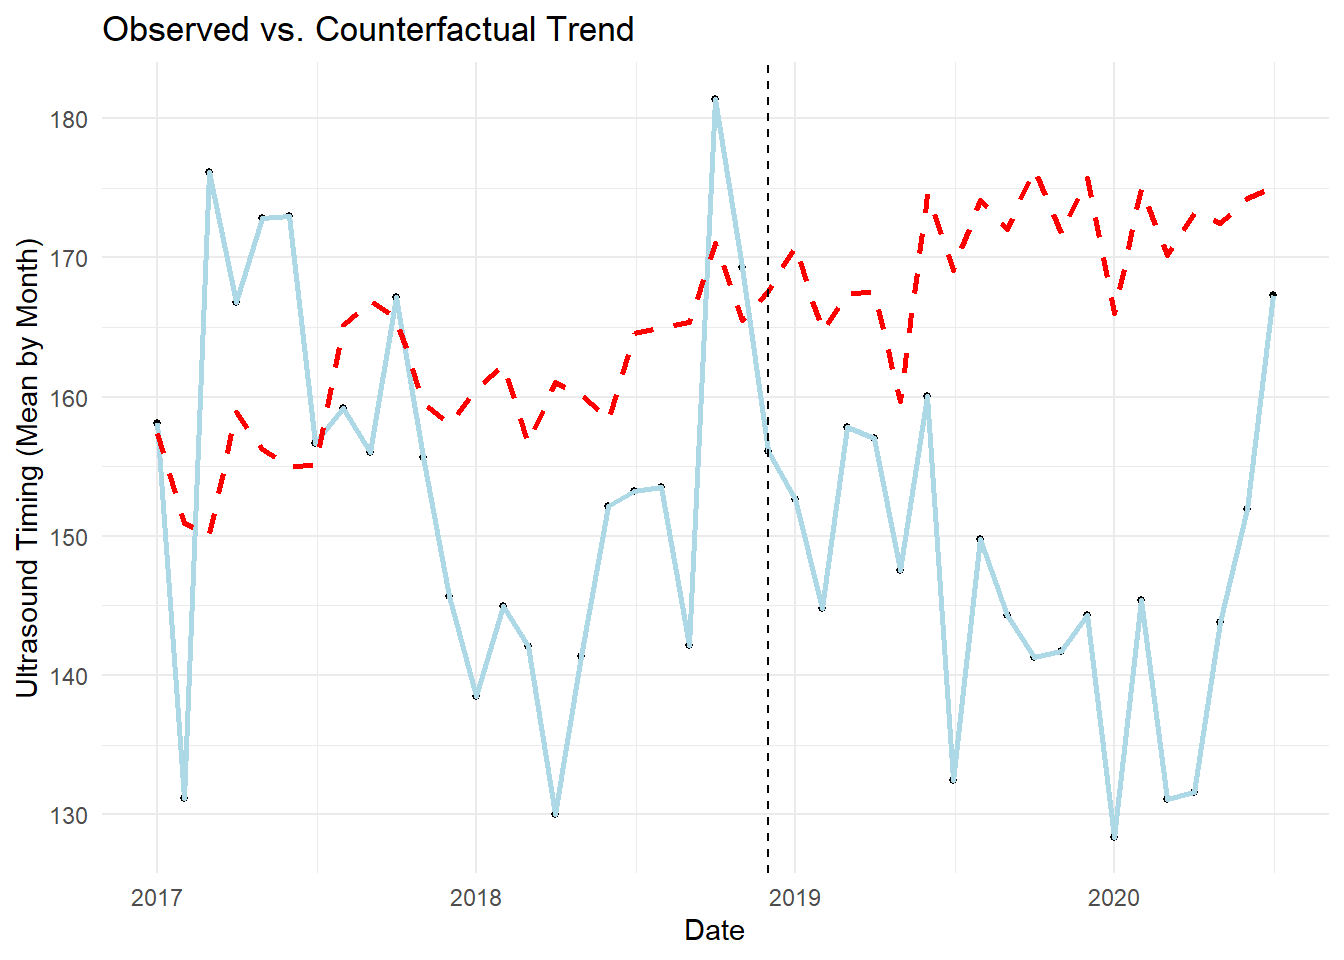 Observed vs. Counterfactual Trend
Ultrasound Timing (Mean by Month)
180
170
160
150
140
130
2017 2018 2019 2020
Date